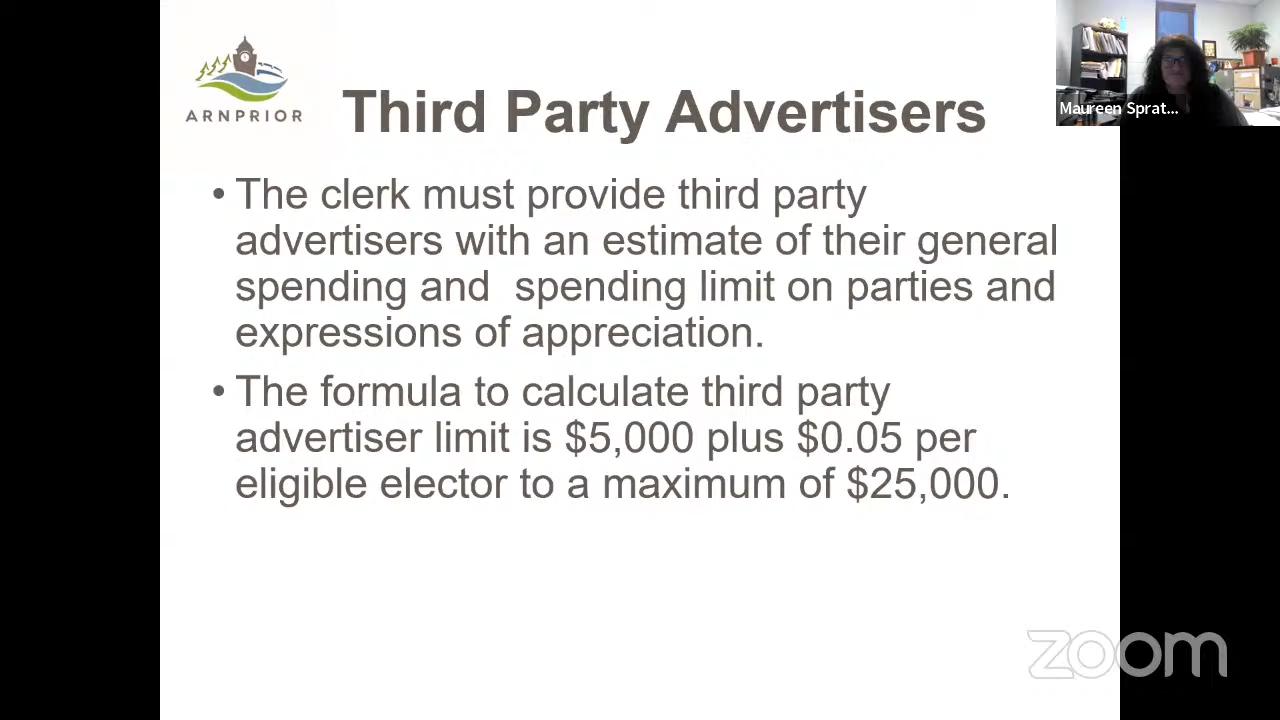 ARNPRIOR
Third Party Advertisers
Maureen Sprat...
• The clerk must provide third party
advertisers with an estimate of their general
spending and  spending limit on parties and
expressions of appreciation.
• The formula to calculate third party
advertiser limit is $5,000 plus $0.05 per
eligible elector to a maximum of $25,000.
zoom